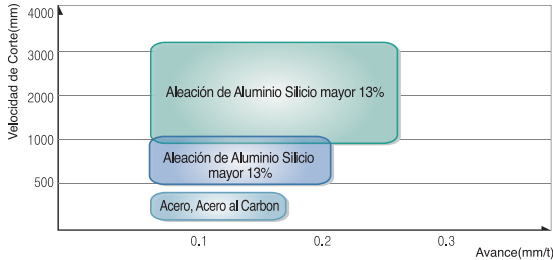 Velocidad de Corte(mm)
4000
3000
2000
1000
500
Aleación de Aluminio Silicio mayor 13%
Aleación de Aluminio Silicio
mayor 13%
Acero, Acero al Carbon
0.1
0.2
0.3
Avance(mm/t)